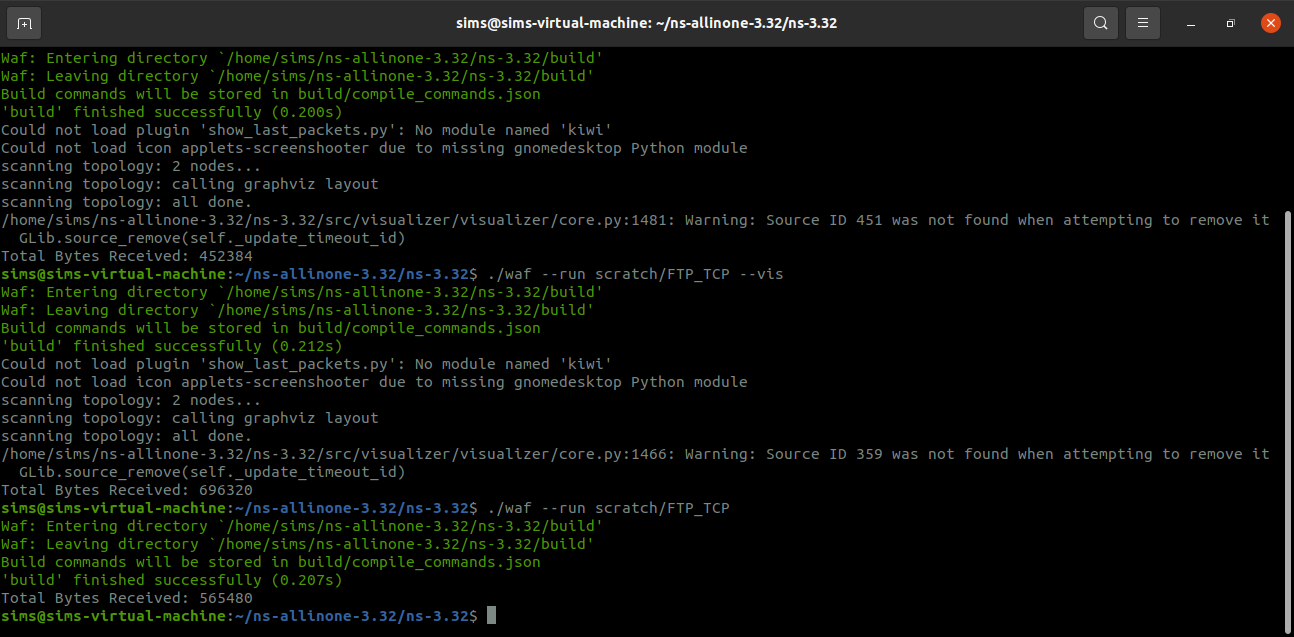 sims@sims-virtual-machine: ~/ns-allinone-3.32/ns-3.32
Waf: Entering directory `/home/sims/ns-allinone-3.32/ns-3.32/build'
Waf: Leaving directory `/home/sims/ns-allinone-3.32/ns-3.32/build'
Build commands will be stored in build/compile_commands.json
'build' finished successfully (0.200s)
Could not load plugin 'show_last_packets.py': No module named 'kiwi'
Could not load icon applets-screenshooter due to missing gnomedesktop Python module
scanning topology: 2 nodes...
scanning topology: calling graphviz layout
scanning topology: all done.
/home/sims/ns-allinone-3.32/ns-3.32/src/visualizer/visualizer/core.py:1481: Warning: Source ID 451 was not found when attempting to remove it
  GLib.source_remove(self._update_timeout_id)
Total Bytes Received: 452384
sims@sims-virtual-machine:~/ns-allinone-3.32/ns-3.32$ ./waf --run scratch/FTP_TCP --vis
Waf: Entering directory `/home/sims/ns-allinone-3.32/ns-3.32/build'
Waf: Leaving directory `/home/sims/ns-allinone-3.32/ns-3.32/build'
Build commands will be stored in build/compile_commands.json
'build' finished successfully (0.212s)
Could not load plugin 'show_last_packets.py': No module named 'kiwi'
Could not load icon applets-screenshooter due to missing gnomedesktop Python module
scanning topology: 2 nodes...
scanning topology: calling graphviz layout
scanning topology: all done.
/home/sims/ns-allinone-3.32/ns-3.32/src/visualizer/visualizer/core.py:1466: Warning: Source ID 359 was not found when attempting to remove it
  GLib.source_remove(self._update_timeout_id)
Total Bytes Received: 696320
sims@sims-virtual-machine:~/ns-allinone-3.32/ns-3.32$ ./waf --run scratch/FTP_TCP
Waf: Entering directory `/home/sims/ns-allinone-3.32/ns-3.32/build'
Waf: Leaving directory `/home/sims/ns-allinone-3.32/ns-3.32/build'
Build commands will be stored in build/compile_commands.json
'build' finished successfully (0.207s)
Total Bytes Received: 565480
sims@sims-virtual-machine:~/ns-allinone-3.32/ns-3.32$